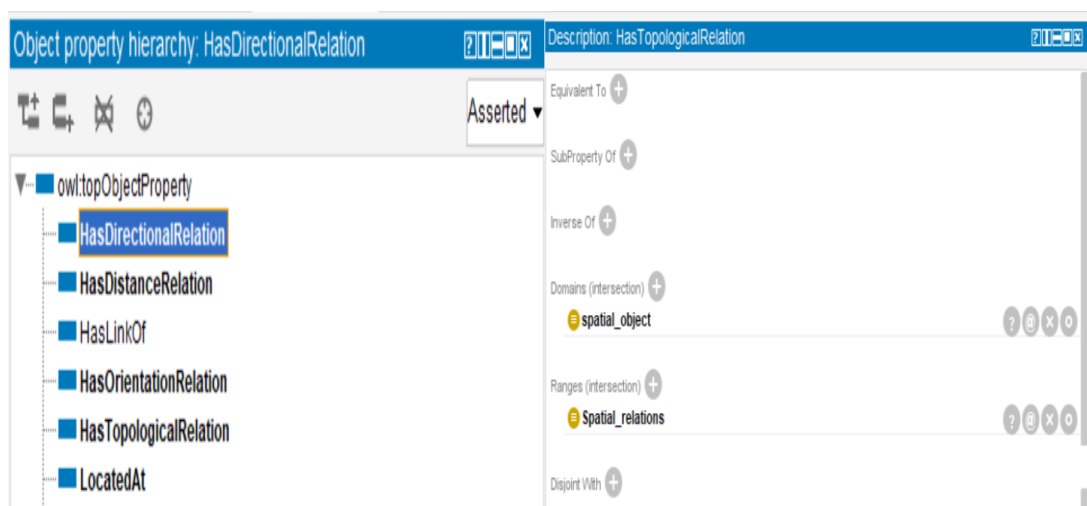 Object property hierarchy: HasDirectionalRelation
Asserted
owl:topObjectProperty
HasDirectionalRelation
HasDistanceRelation
HasLinkOf
HasOrientationRelation
HasTopologicalRelation
LocatedAt
Description: HasTopologicalRelation
Equivalent To
SubProperty Of
Inverse Of
Domains (intersection)
spatial_object
Ranges (intersection)
Spatial_relations
Disjoint With